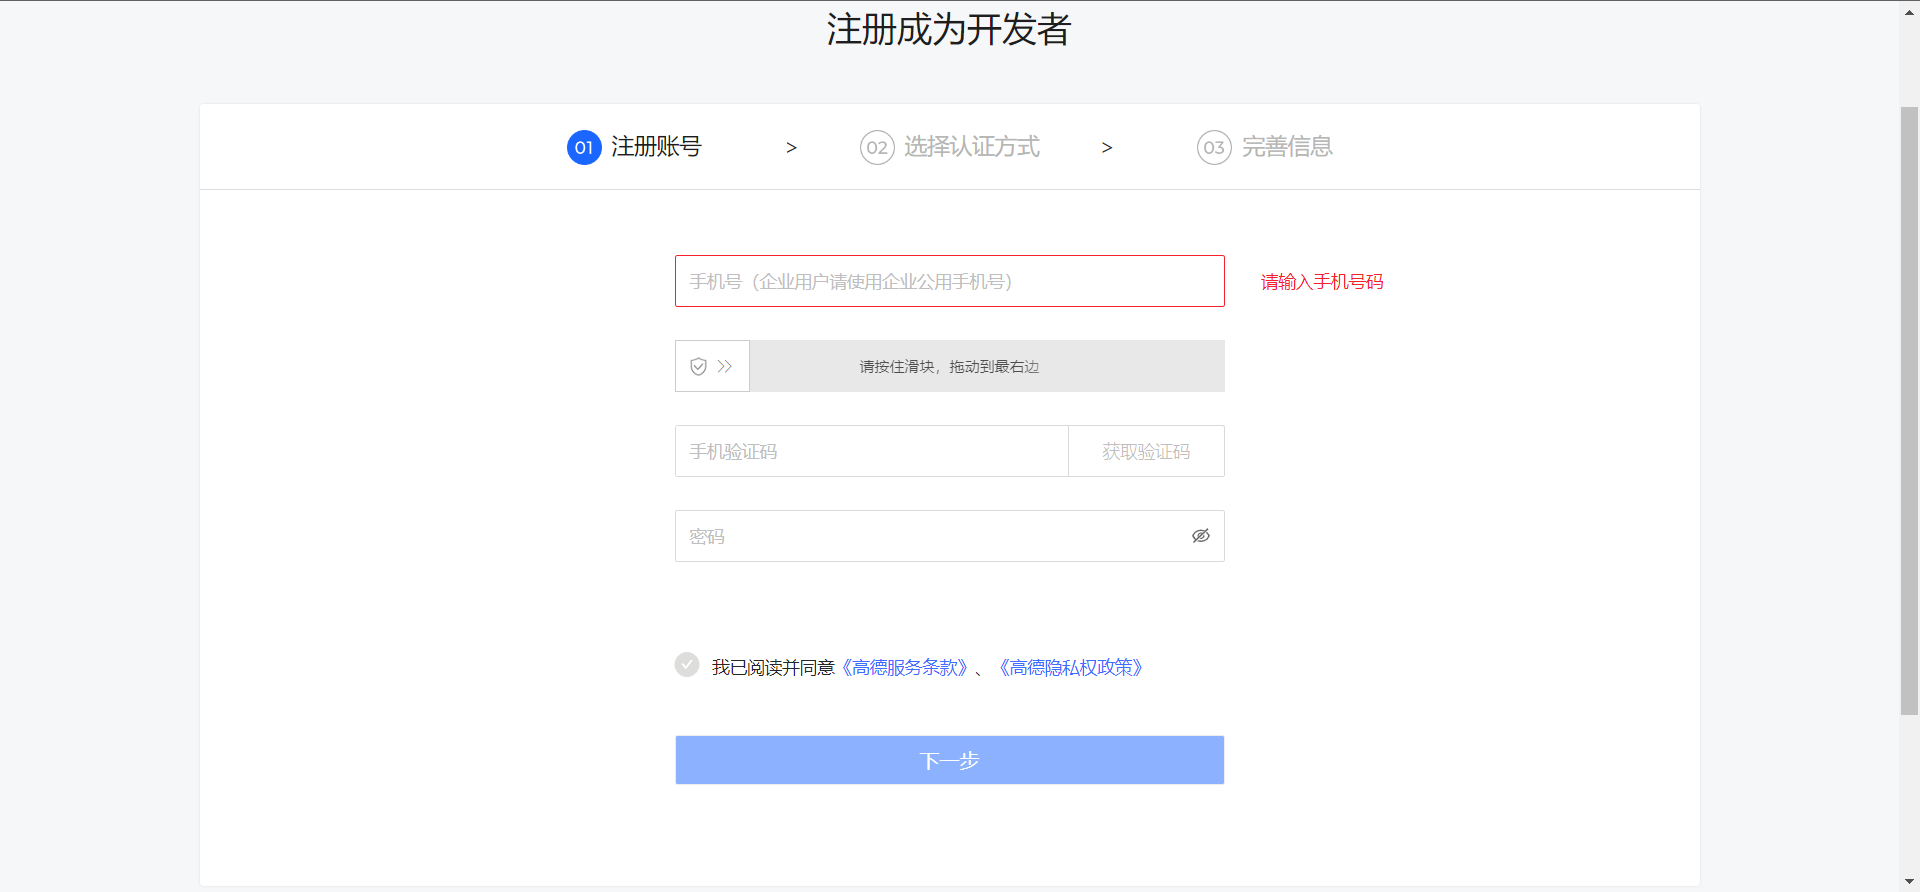 注册成为开发者
01 注册账号 > 02 选择认证方式 > 03 完善信息
手机号（企业用户请使用企业公用手机号） 请输入手机号码
请按住滑块，拖动到最右边
手机验证码 获取验证码
密码
我已阅读并同意《高德服务条款》、《高德隐私权政策》
下一步